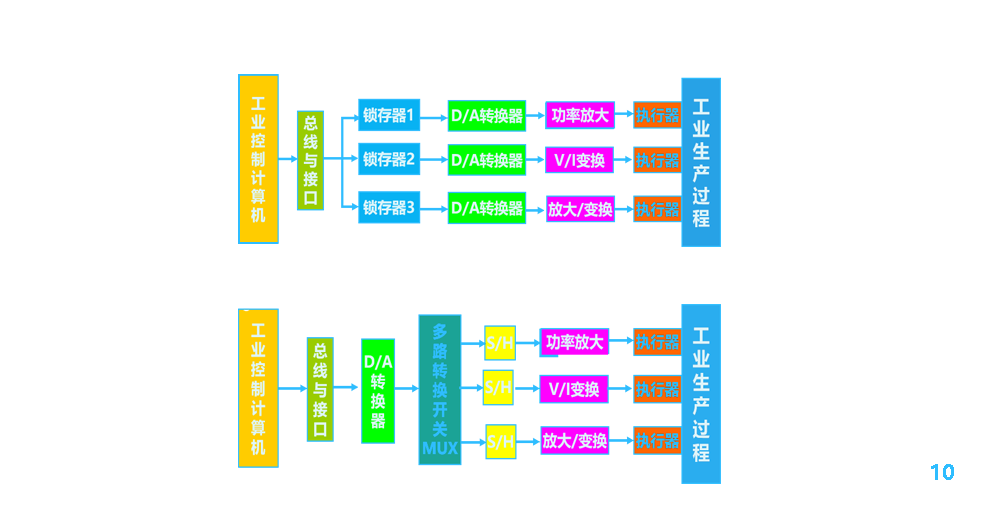 工业控制计算机
总线与接口
锁存器1
D/A转换器
功率放大
执行器
锁存器2
D/A转换器
V/I变换
执行器
锁存器3
D/A转换器
放大/变换
执行器
工业生产过程
工业控制计算机
总线与接口
D/A
转换器
多路转换开关
MUX
S/H
功率放大
执行器
S/H
V/I变换
执行器
S/H
放大/变换
执行器
工业生产过程
10